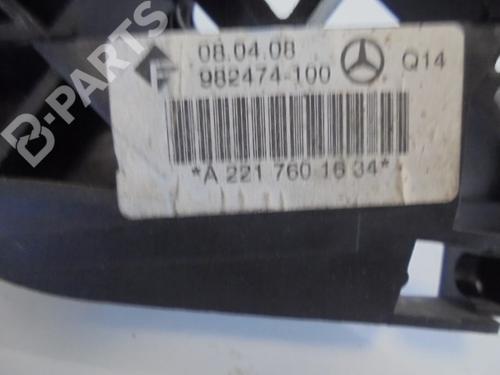 B-PARTS
08.04.08
982474-100
Q14
*A 221 760 16 34*